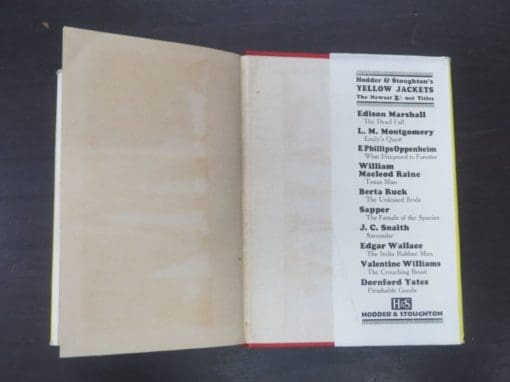 Hodder & Stoughton's
YELLOW JACKETS
The Newest 2/- net Titles
Edison Marshall
The Dead Fall
L. M. Montgomery
Emily's Quest
E Phillips Oppenheim
What Happened to Forester
William
Macleod Raine
Texas Man
Berta Ruck
The Unkissed Bride
Sapper
The Female of the Species
J. C. Snaith
Surrender
Edgar Wallace
The India Rubber Men
Valentine Williams
The Crouching Beast
Dornford Yates
Perishable Goods
H&S
HODDER & STOUGHTON